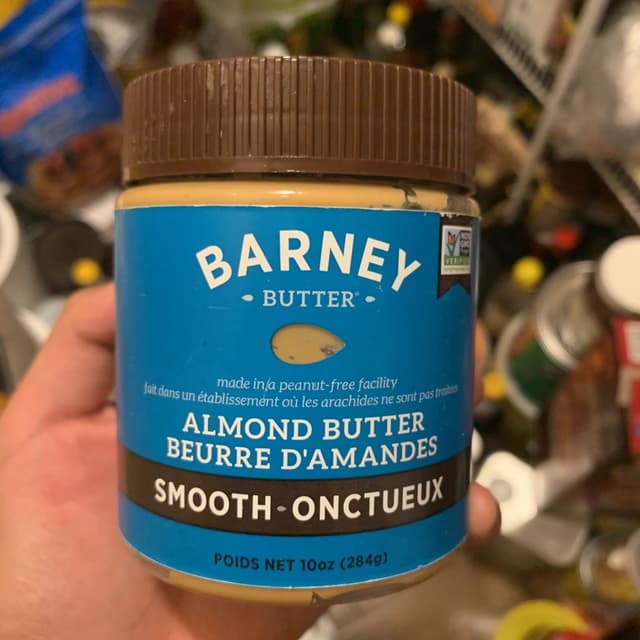 BARNEY
BUTTER®
made in a peanut-free facility
fait dans un établissement où les arachides ne sont pas traitées
ALMOND BUTTER
BEURRE D'AMANDES
SMOOTH · ONCTUEUX
POIDS NET 10oz (284g)